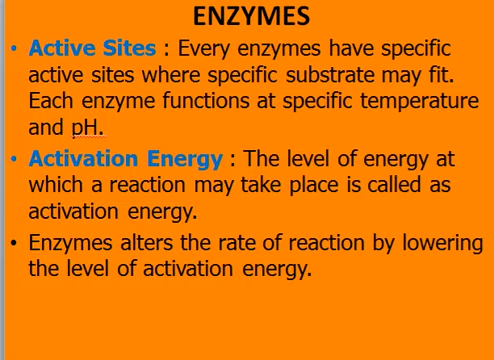 ENZYMES
• Active Sites : Every enzymes have specific
active sites where specific substrate may fit.
Each enzyme functions at specific temperature
and pH.
• Activation Energy : The level of energy at
which a reaction may take place is called as
activation energy.
• Enzymes alters the rate of reaction by lowering
the level of activation energy.